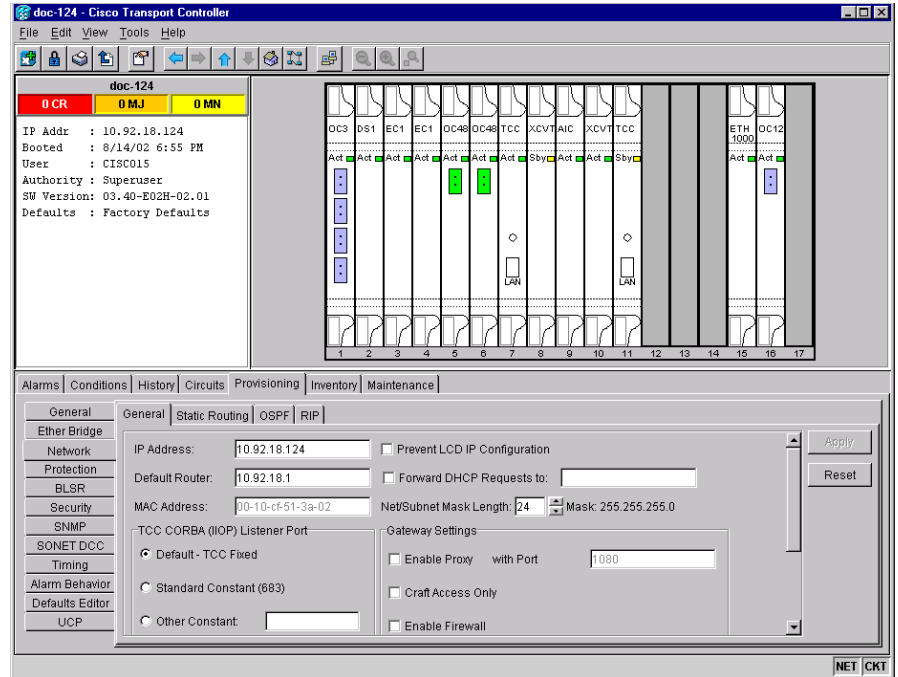 doc-124 - Cisco Transport Controller
File Edit View Tools Help
doc-124
0 CR 0 MJ 0 MN
IP Addr : 10.92.18.124
Booted : 8/14/02 6:55 PM
User : CISCO15
Authority : Superuser
SW Version: 03.40-E02H-02.01
Defaults : Factory Defaults
OC3 DS1 EC1 EC1 OC48 OC48 TCC XCVT AIC XCVT TCC ETH 1000 OC12
Act Act Act Act Act Act Act Sby Act Act Sby Act Act
LAN LAN
1 2 3 4 5 6 7 8 9 10 11 12 13 14 15 16 17
Alarms Conditions History Circuits Provisioning Inventory Maintenance
General
Ether Bridge
Network
Protection
BLSR
Security
SNMP
SONET DCC
Timing
Alarm Behavior
Defaults Editor
UCP
General Static Routing OSPF RIP
IP Address: 10.92.18.124 Prevent LCD IP Configuration
Default Router: 10.92.18.1 Forward DHCP Requests to:
MAC Address: 00-10-cf-51-3a-02 Net/Subnet Mask Length: 24 Mask: 255.255.255.0
TCC CORBA (IIOP) Listener Port
Default - TCC Fixed
Standard Constant (683)
Other Constant:
Gateway Settings
Enable Proxy with Port 1080
Craft Access Only
Enable Firewall
Apply
Reset
NET CKT